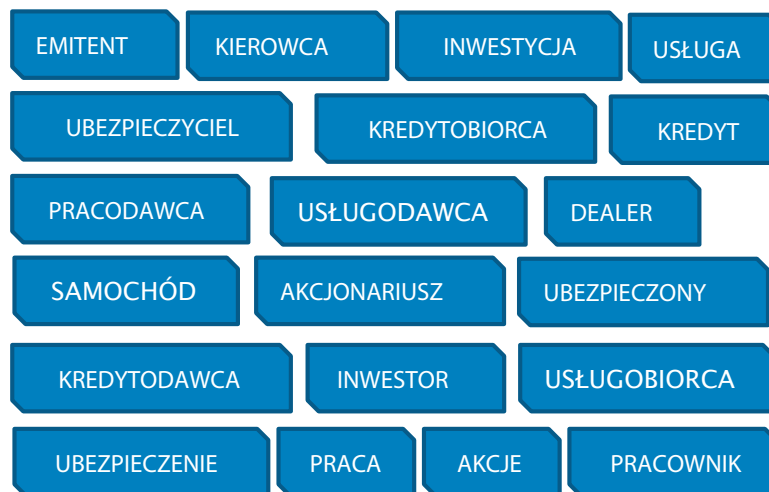 EMITENT KIEROWCA INWESTYCJA USŁUGA
UBEZPIECZYCIEL KREDYTOBIORCA KREDYT
PRACODAWCA USŁUGODAWCA DEALER
SAMOCHÓD AKCJONARIUSZ UBEZPIECZONY
KREDYTODAWCA INWESTOR USŁUGOBIORCA
UBEZPIECZENIE PRACA AKCJE PRACOWNIK